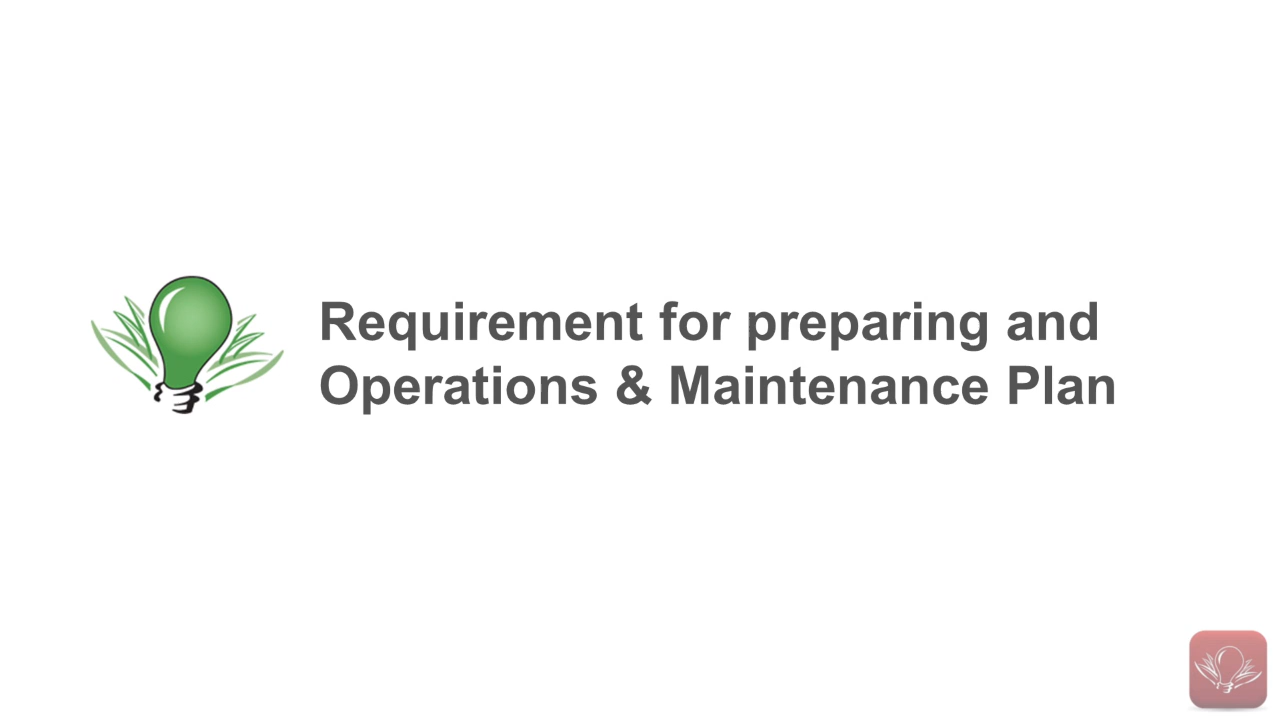 Requirement for preparing and
Operations & Maintenance Plan